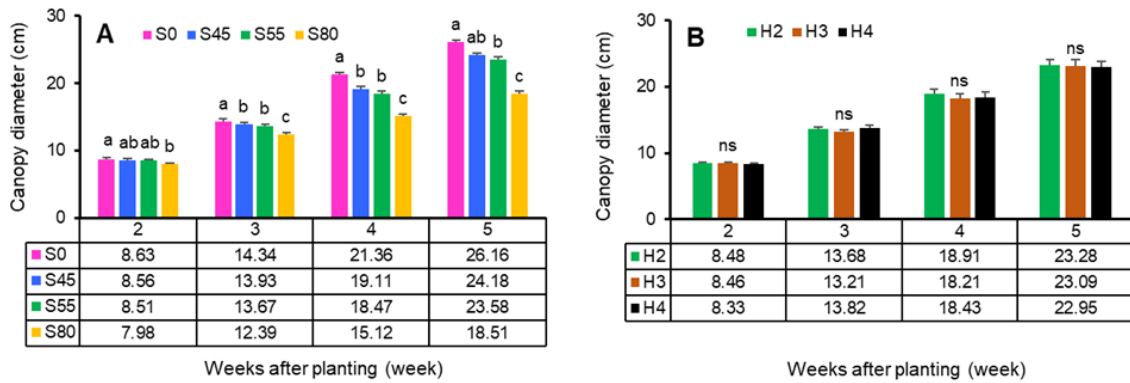 A
S0 S45 S55 S80
Canopy diameter (cm)
30
20
10
0
a ab ab b
a b b c
a b b c
a ab b c
2 3 4 5
S0 8.63 14.34 21.36 26.16
S45 8.56 13.93 19.11 24.18
S55 8.51 13.67 18.47 23.58
S80 7.98 12.39 15.12 18.51
Weeks after planting (week)
B
H2 H3 H4
Canopy diameter (cm)
30
20
10
0
ns
ns
ns
ns
2 3 4 5
H2 8.48 13.68 18.91 23.28
H3 8.46 13.21 18.21 23.09
H4 8.33 13.82 18.43 22.95
Weeks after planting (week)